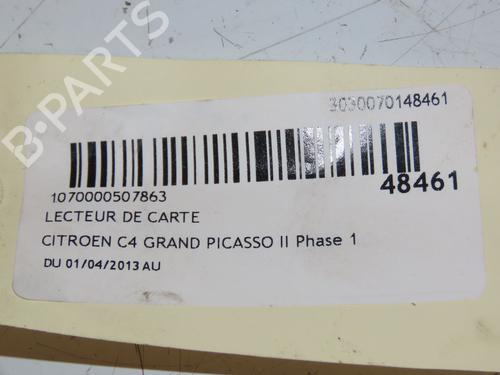 B-PARTS
3030070148461
1070000507863
48461
LECTEUR DE CARTE
CITROEN C4 GRAND PICASSO II Phase 1
DU 01/04/2013 AU